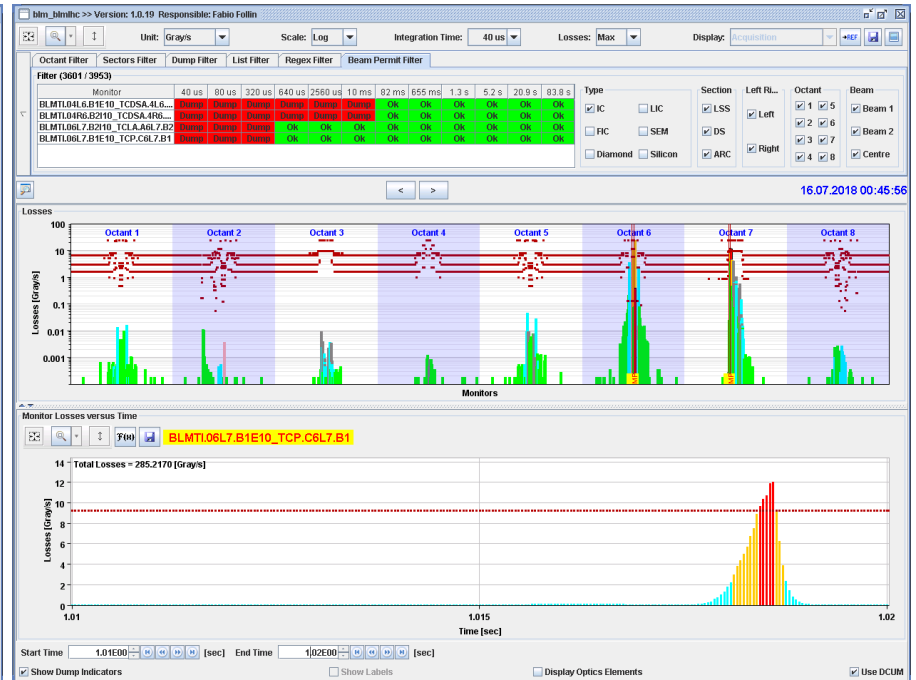 blm_blmlhc >> Version: 1.0.19 Responsible: Fabio Follin
Unit: Gray/s Scale: Log Integration Time: 40 us Losses: Max Display: Acquisition →REF
Octant Filter Sectors Filter Dump Filter List Filter Regex Filter Beam Permit Filter
Filter (3601 / 3953)
Monitor 40 us 80 us 320 us 640 us 2560 us 10 ms 82 ms 655 ms 1.3 s 5.2 s 20.9 s 83.8 s
BLMTI.04L6.B1E10_TCDSA.4L6.... Dump Dump Dump Dump Dump Dump Ok Ok Ok Ok Ok Ok
BLMTI.04R6.B2I10_TCDSA.4R6.... Dump Dump Dump Dump Dump Dump Ok Ok Ok Ok Ok Ok
BLMTI.06L7.B2I10_TCLA.A6L7.B2 Dump Dump Dump Ok Ok Ok Ok Ok Ok Ok Ok Ok
BLMTI.06L7.B1E10_TCP.C6L7.B1 Dump Dump Dump Ok Ok Ok Ok Ok Ok Ok Ok Ok
Type Section Left Ri... Octant Beam
IC LIC LSS Left 1 5 Beam 1
FIC SEM DS 2 6 Beam 2
Diamond Silicon ARC Right 3 7 Centre
4 8
< > 16.07.2018 00:45:56
Losses
Octant 1 Octant 2 Octant 3 Octant 4 Octant 5 Octant 6 Octant 7 Octant 8
100
10
1
0.1
0.01
0.001
Losses [Gray/s]
Monitors
Monitor Losses versus Time
F(x) BLMTI.06L7.B1E10_TCP.C6L7.B1
Total Losses = 285.2170 [Gray/s]
14
12
10
8
6
4
2
0
Losses [Gray/s]
1.01 1.015 1.02
Time [sec]
Start Time 1.01E00 [sec] End Time 1.02E00 [sec]
Show Dump Indicators Show Labels Display Optics Elements Use DCUM